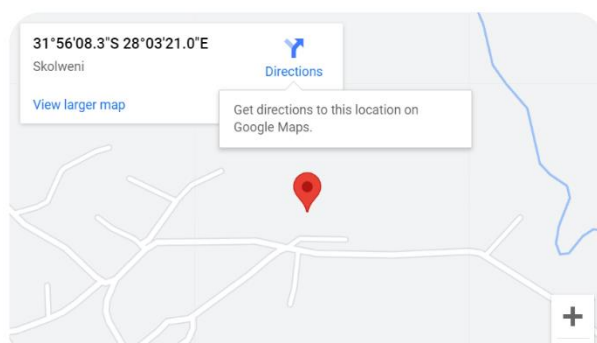 31°56'08.3"S 28°03'21.0"E
Skolweni
Directions
View larger map
Get directions to this location on
Google Maps.
+